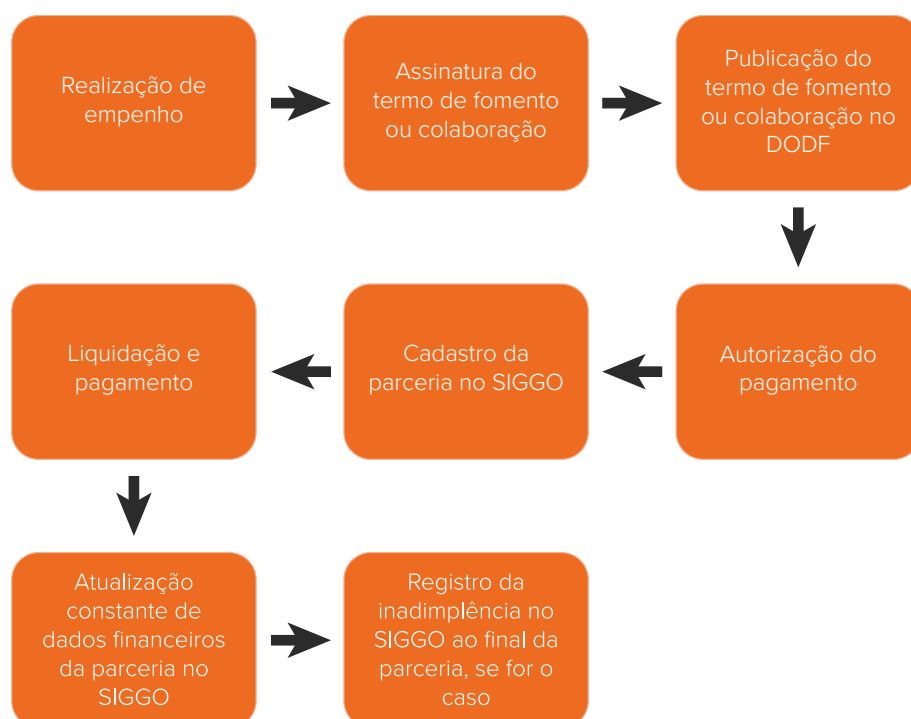 Realização de
empenho
Assinatura do
termo de fomento
ou colaboração
Publicação do
termo de fomento
ou colaboração no
DODF
Autorização do
pagamento
Cadastro da
parceria no SIGGO
Liquidação e
pagamento
Atualização
constante de
dados financeiros
da parceria no
SIGGO
Registro da
inadimplência no
SIGGO ao final da
parceria, se for o
caso